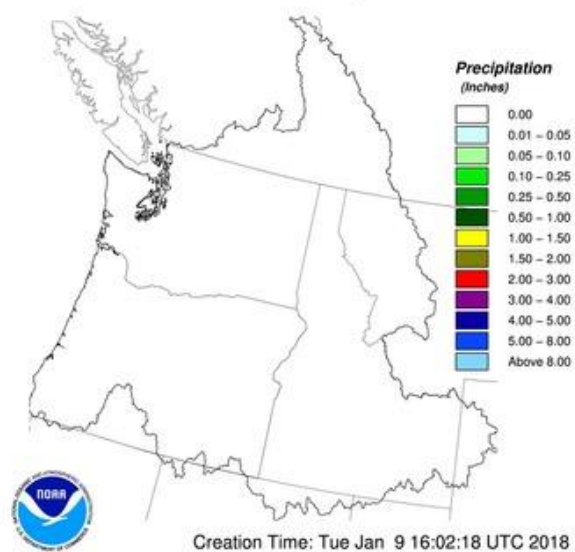 Precipitation
(Inches)
0.00
0.01 – 0.05
0.05 – 0.10
0.10 – 0.25
0.25 – 0.50
0.50 – 1.00
1.00 – 1.50
1.50 – 2.00
2.00 – 3.00
3.00 – 4.00
4.00 – 5.00
5.00 – 8.00
Above 8.00
NOAA
Creation Time: Tue Jan 9 16:02:18 UTC 2018